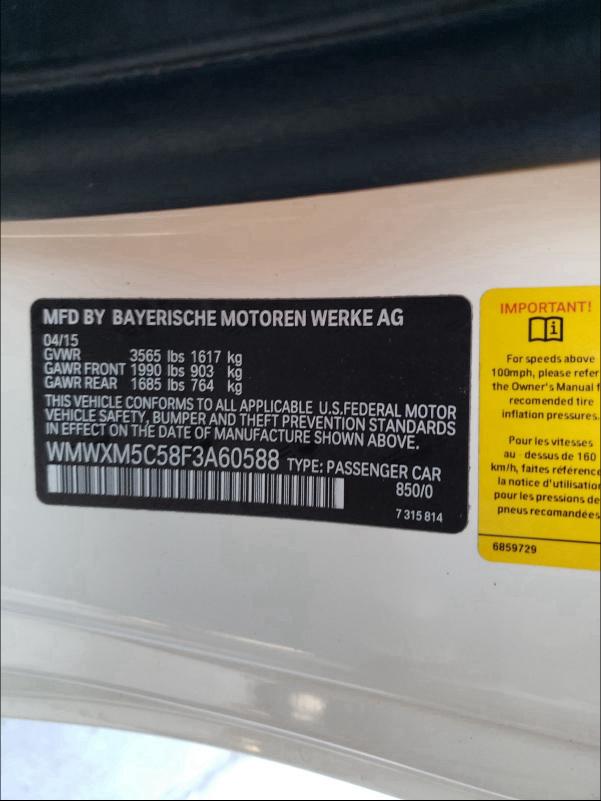 MFD BY BAYERISCHE MOTOREN WERKE AG
04/15
GVWR 3565 lbs 1617 kg
GAWR FRONT 1990 lbs 903 kg
GAWR REAR 1685 lbs 764 kg
THIS VEHICLE CONFORMS TO ALL APPLICABLE U.S.FEDERAL MOTOR
VEHICLE SAFETY, BUMPER AND THEFT PREVENTION STANDARDS
IN EFFECT ON THE DATE OF MANUFACTURE SHOWN ABOVE.
WMWXM5C58F3A60588 TYPE: PASSENGER CAR
850/0
7 315 814
IMPORTANT!
i
For speeds above
100mph, please refer
the Owner's Manual f
recomended tire
inflation pressures.
Pour les vitesses
au - dessus de 160
km/h, faites référence
la notice d'utilisation
pour les pressions de
pneus recomandées
6859729